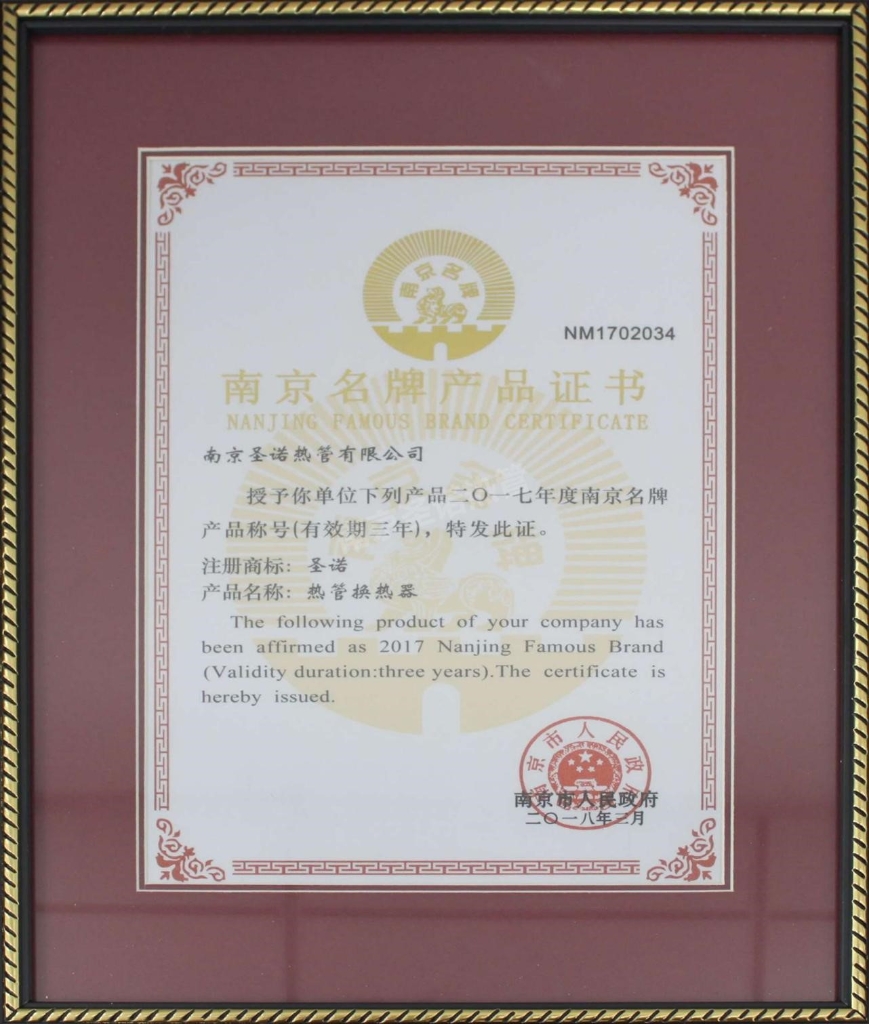 南京名牌
NM1702034
南京名牌产品证书
NANJING FAMOUS BRAND CERTIFICATE
南京圣诺热管有限公司
授予你单位下列产品二〇一七年度南京名牌
产品称号(有效期三年)，特发此证。
注册商标：圣诺
产品名称：热管换热器
The following product of your company has
been affirmed as 2017 Nanjing Famous Brand
(Validity duration:three years).The certificate is
hereby issued.
南京市人民政府
南京市人民政府
二〇一八年三月